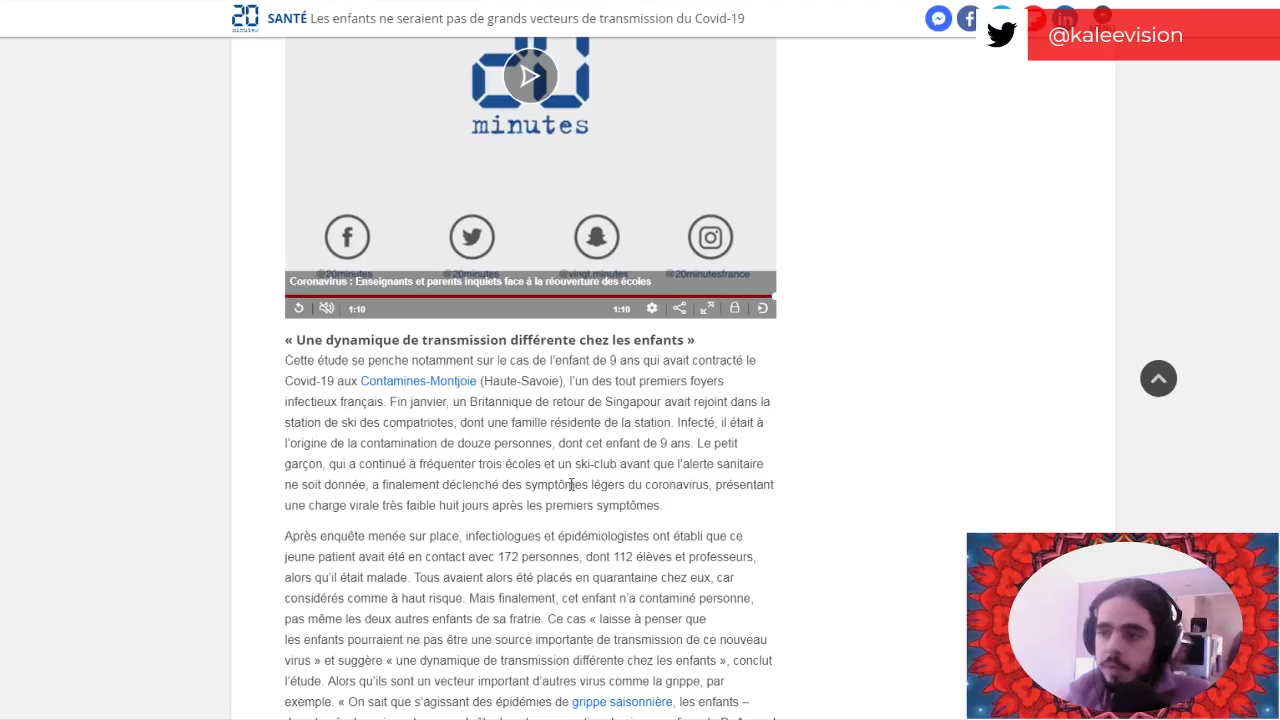 20
minutes
SANTÉ Les enfants ne seraient pas de grands vecteurs de transmission du Covid-19
@kaleevision
minutes
@20minutes @20minutes @vingt.minutes @20minutesfrance
Coronavirus : Enseignants et parents inquiets face à la réouverture des écoles
1:10 1:10
« Une dynamique de transmission différente chez les enfants »
Cette étude se penche notamment sur le cas de l’enfant de 9 ans qui avait contracté le
Covid-19 aux Contamines-Montjoie (Haute-Savoie), l’un des tout premiers foyers
infectieux français. Fin janvier, un Britannique de retour de Singapour avait rejoint dans la
station de ski des compatriotes, dont une famille résidente de la station. Infecté, il était à
l’origine de la contamination de douze personnes, dont cet enfant de 9 ans. Le petit
garçon, qui a continué à fréquenter trois écoles et un ski-club avant que l’alerte sanitaire
ne soit donnée, a finalement déclenché des symptômes légers du coronavirus, présentant
une charge virale très faible huit jours après les premiers symptômes.
Après enquête menée sur place, infectiologues et épidémiologistes ont établi que ce
jeune patient avait été en contact avec 172 personnes, dont 112 élèves et professeurs,
alors qu’il était malade. Tous avaient alors été placés en quarantaine chez eux, car
considérés comme à haut risque. Mais finalement, cet enfant n’a contaminé personne,
pas même les deux autres enfants de sa fratrie. Ce cas « laisse à penser que
les enfants pourraient ne pas être une source importante de transmission de ce nouveau
virus » et suggère « une dynamique de transmission différente chez les enfants », conclut
l’étude. Alors qu’ils sont un vecteur important d’autres virus comme la grippe, par
exemple. « On sait que s’agissant des épidémies de grippe saisonnière, les enfants –